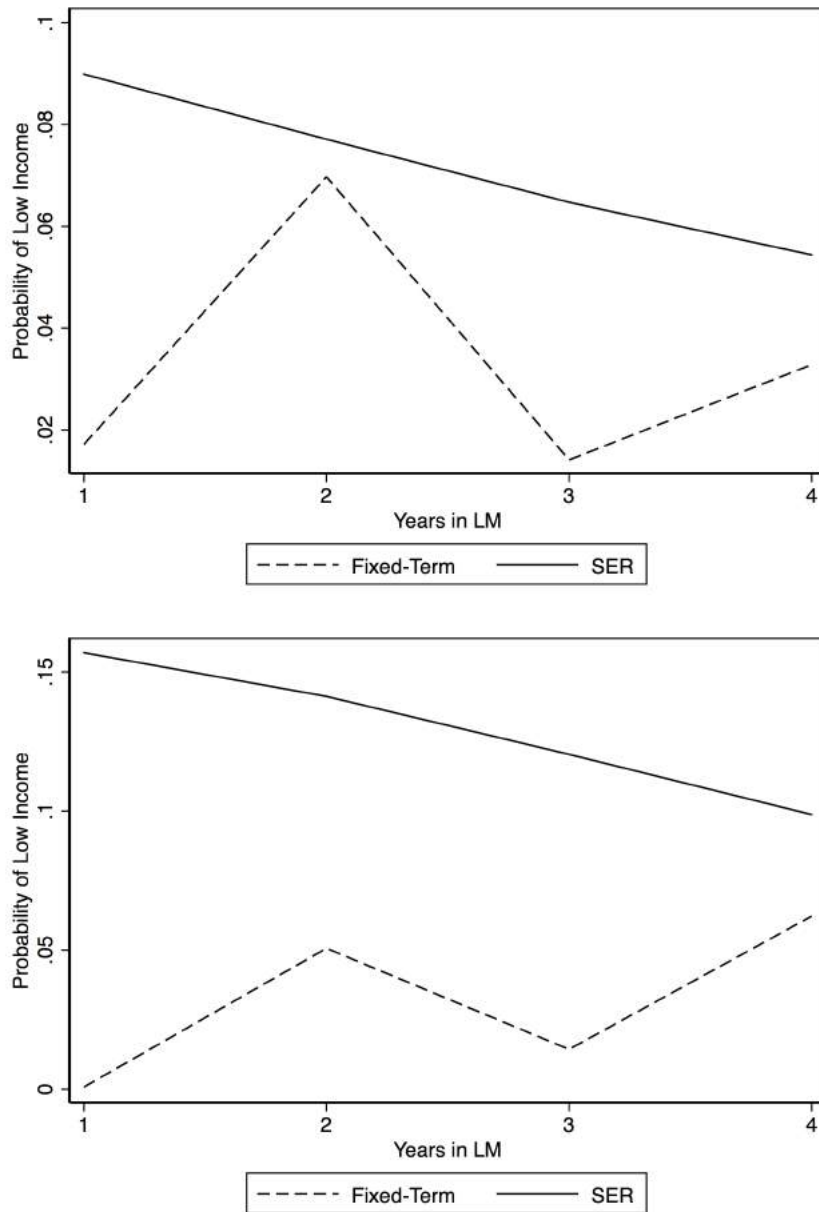 .1
.08
.06
.04
.02
Probability of Low Income
1 2 3 4
Years in LM
Fixed-Term SER
.15
.1
.05
0
Probability of Low Income
1 2 3 4
Years in LM
Fixed-Term SER